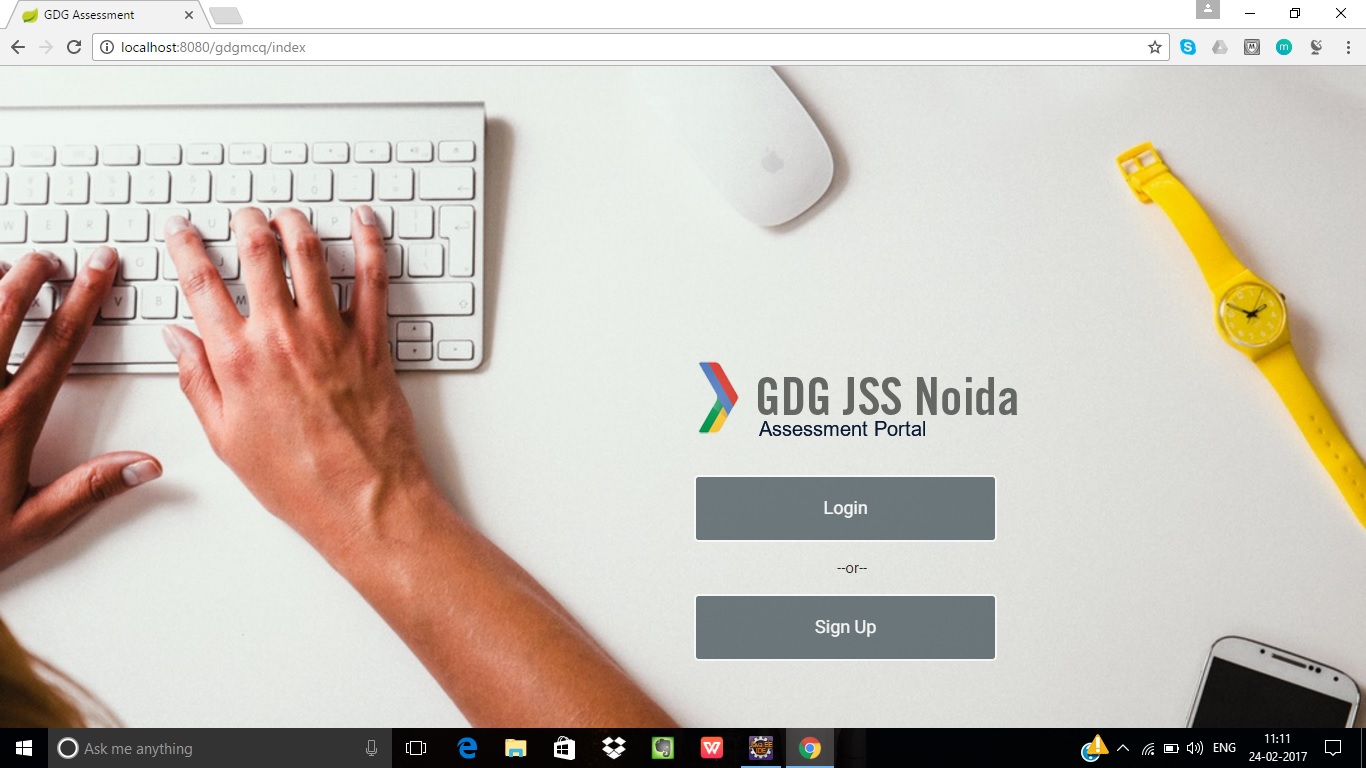 GDG Assessment
localhost:8080/gdgmcq/index
GDG JSS Noida
Assessment Portal
Login
--or--
Sign Up
Ask me anything
ENG
11:11
24-02-2017